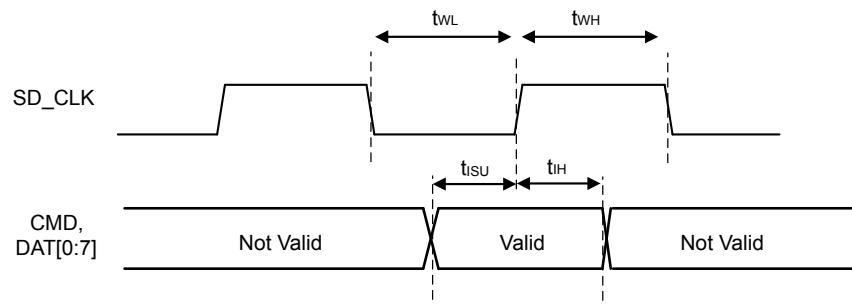 tWL tWH
SD_CLK
tISU tIH
CMD,
DAT[0:7]
Not Valid Valid Not Valid